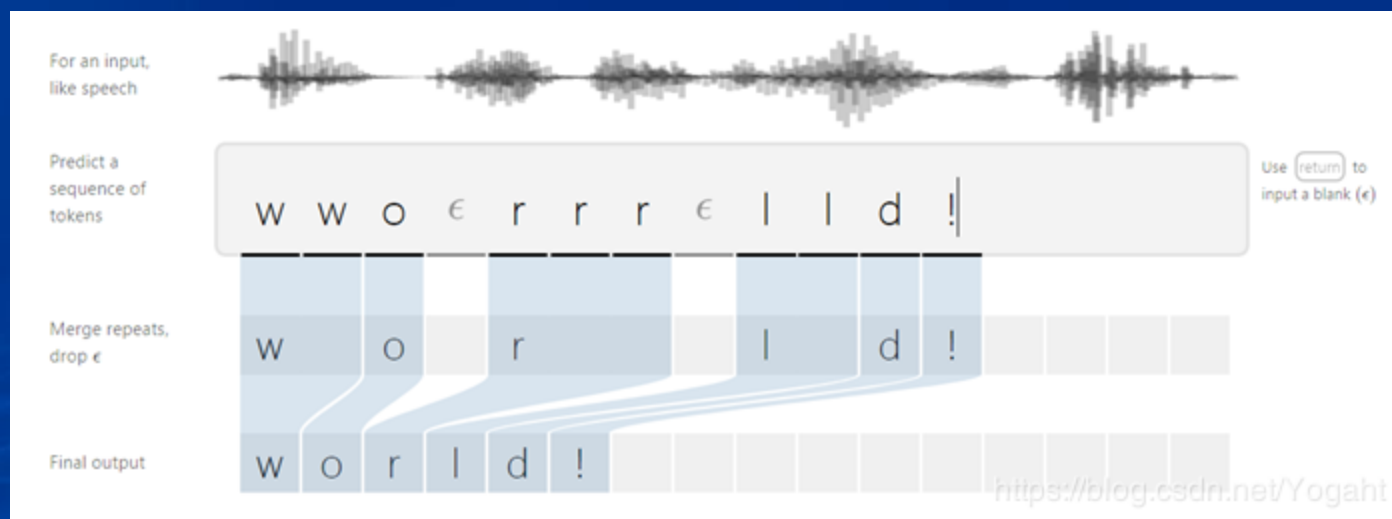 For an input,
like speech
Predict a
sequence of
tokens
w w o ϵ r r r ϵ l l d !
Use return to
input a blank (ϵ)
Merge repeats,
drop ϵ
w o r l d !
Final output
w o r l d !
https://blog.csdn.net/Yogaht